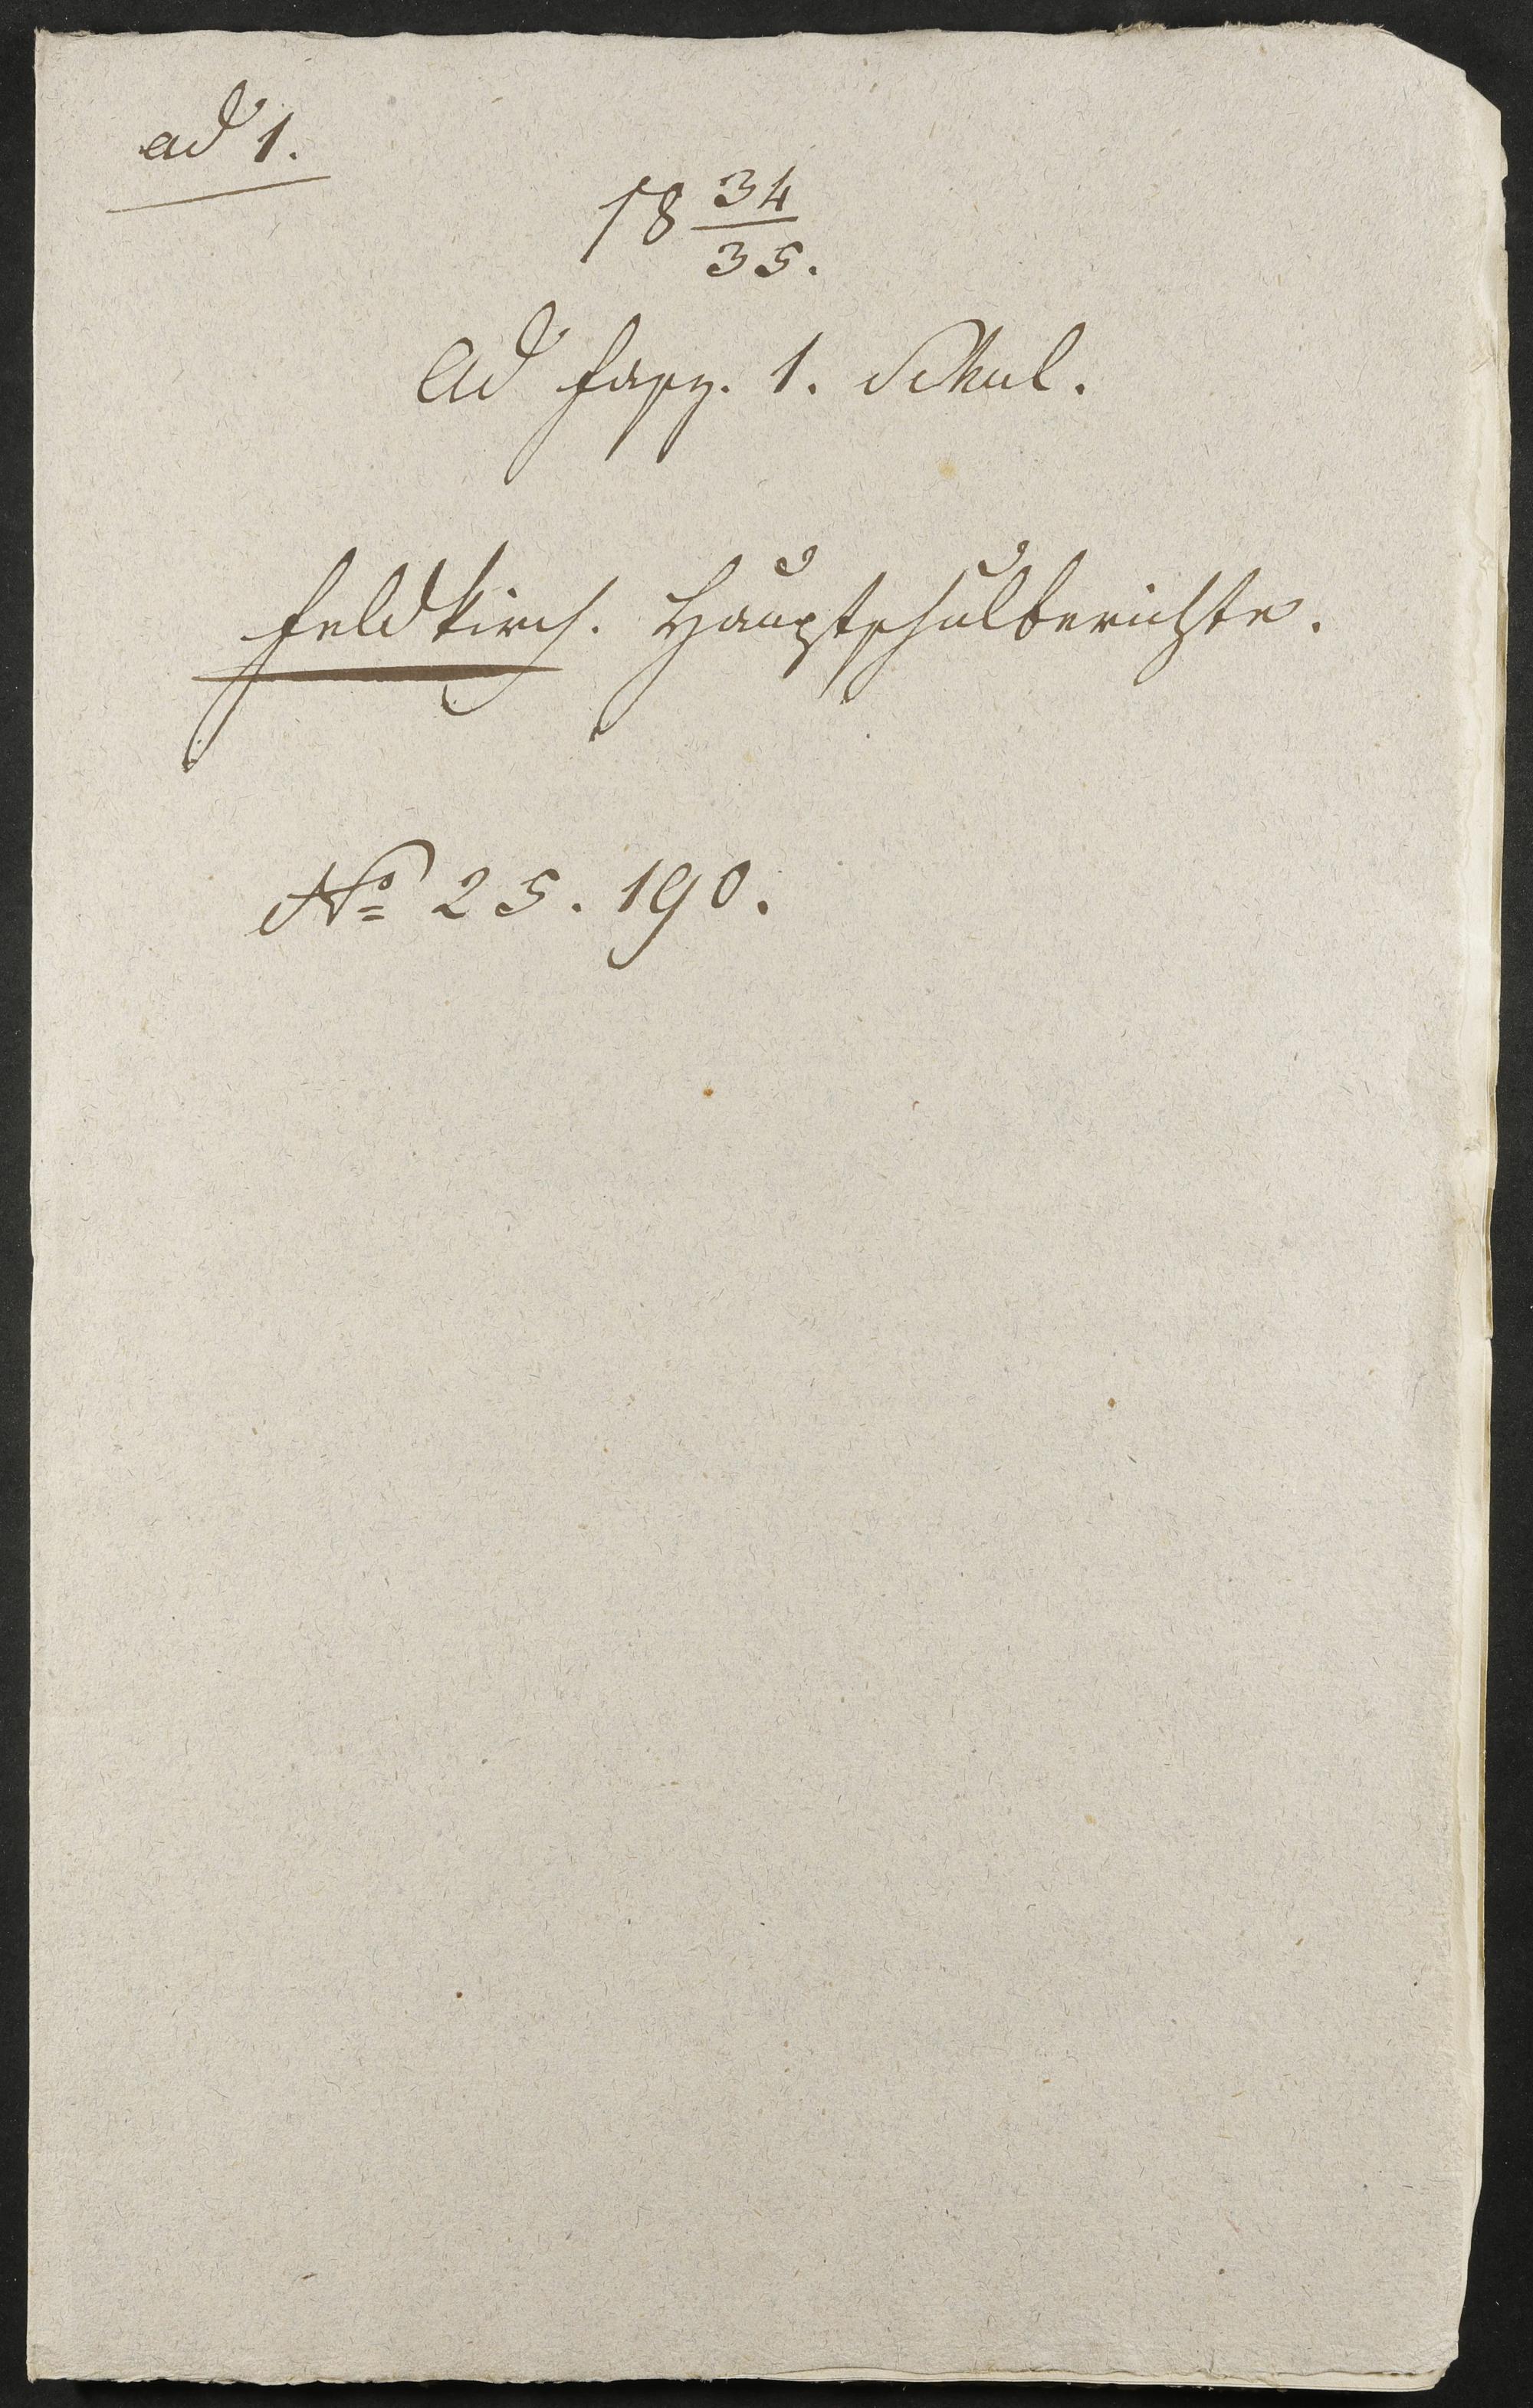 ad 1.
18 34/35.
Ad fasz. 1. Schul.
Feldkirch. Hauptschulberichte.
No 25. 190.